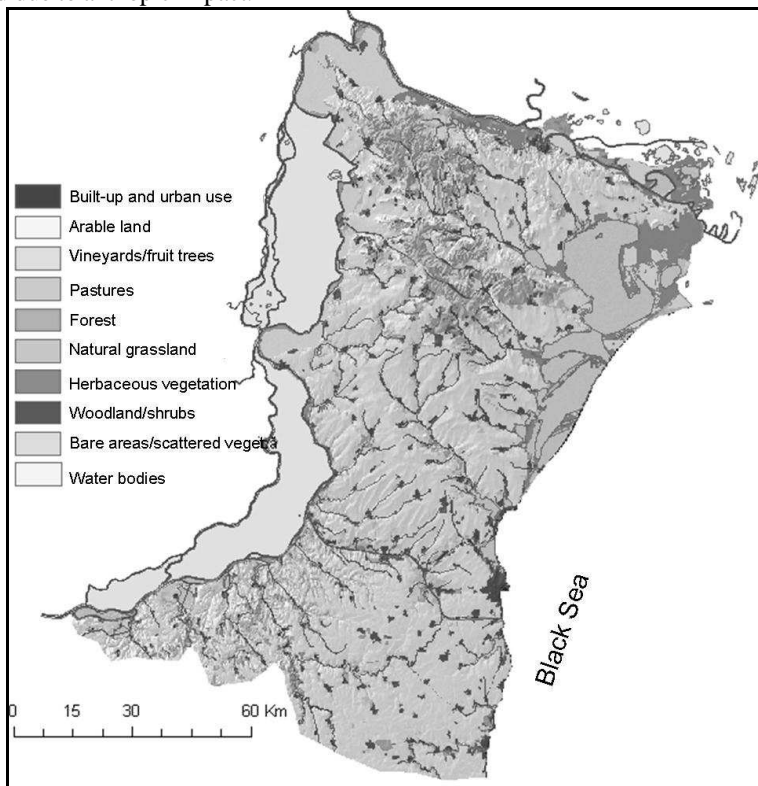 Built-up and urban use
Arable land
Vineyards/fruit trees
Pastures
Forest
Natural grassland
Herbaceous vegetation
Woodland/shrubs
Bare areas/scattered vegeta
Water bodies
Black Sea
0 15 30 60 Km